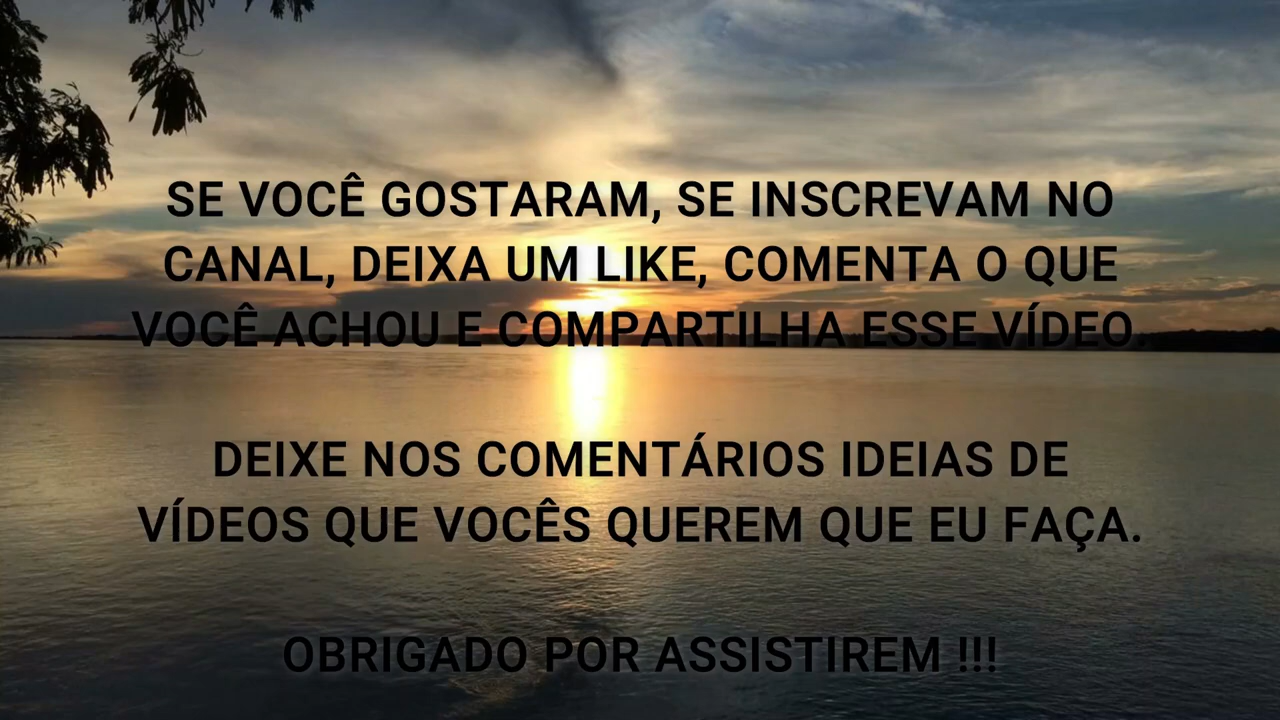 SE VOCÊ GOSTARAM, SE INSCREVAM NO
CANAL, DEIXA UM LIKE, COMENTA O QUE
VOCÊ ACHOU E COMPARTILHA ESSE VÍDEO.
DEIXE NOS COMENTÁRIOS IDEIAS DE
VÍDEOS QUE VOCÊS QUEREM QUE EU FAÇA.
OBRIGADO POR ASSISTIREM !!!